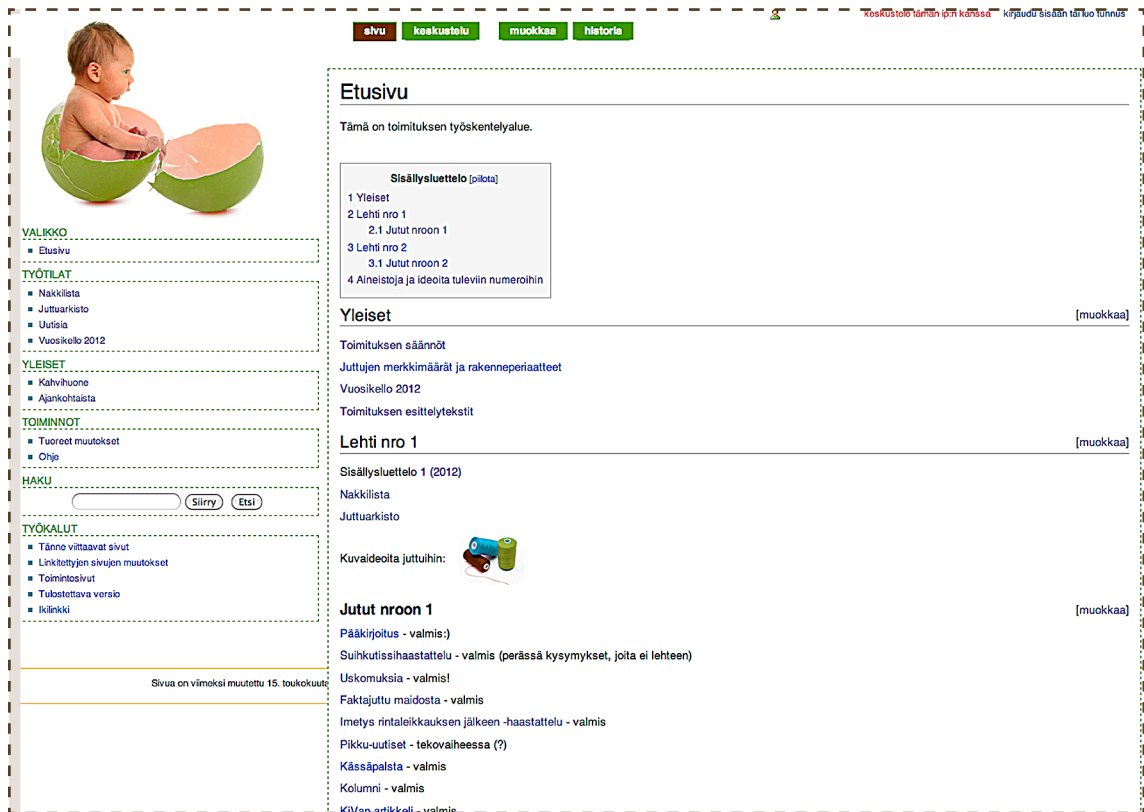 sivu keskustelu muokkaa historia
keskustele tämän ip:n kanssa kirjaudu sisään tai luo tunnus
VALIKKO
Etusivu
TYÖTILAT
Nakkilista
Juttuarkisto
Uutisia
Vuosikello 2012
YLEISET
Kahvihuone
Ajankohtaista
TOIMINNOT
Tuoreet muutokset
Ohje
HAKU
Siirry Etsi
TYÖKALUT
Tänne viittaavat sivut
Linkitettyjen sivujen muutokset
Toimintosivut
Tulostettava versio
Ikilinkki
Sivua on viimeksi muutettu 15. toukokuuta
Etusivu
Tämä on toimituksen työskentelyalue.
Sisällysluettelo [piilota]
1 Yleiset
2 Lehti nro 1
2.1 Jutut nroon 1
3 Lehti nro 2
3.1 Jutut nroon 2
4 Aineistoja ja ideoita tuleviin numeroihin
Yleiset [muokkaa]
Toimituksen säännöt
Juttujen merkkimäärät ja rakenneperiaatteet
Vuosikello 2012
Toimituksen esittelytekstit
Lehti nro 1 [muokkaa]
Sisällysluettelo 1 (2012)
Nakkilista
Juttuarkisto
Kuvaideoita juttuihin:
Jutut nroon 1 [muokkaa]
Pääkirjoitus - valmis:)
Suihkutissihaastattelu - valmis (perässä kysymykset, joita ei lehteen)
Uskomuksia - valmis!
Faktajuttu maidosta - valmis
Imetys rintaleikkauksen jälkeen -haastattelu - valmis
Pikku-uutiset - tekovaiheessa (?)
Kässäpalsta - valmis
Kolumni - valmis
KiVan artikkeli - valmis